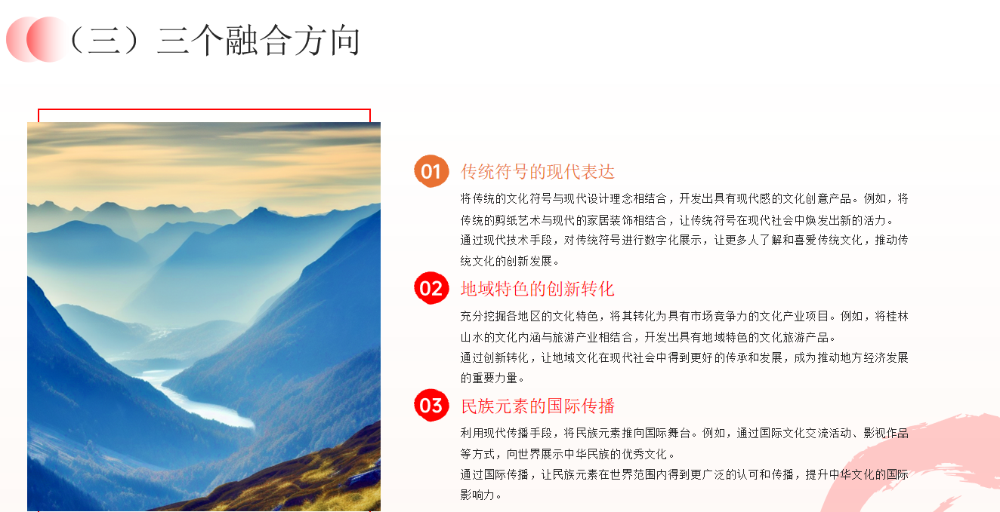 （三）三个融合方向
01 传统符号的现代表达
将传统的文化符号与现代设计理念相结合，开发出具有现代感的文化创意产品。例如，将
传统的剪纸艺术与现代的家居装饰相结合，让传统符号在现代社会中焕发出新的活力。
通过现代技术手段，对传统符号进行数字化展示，让更多人了解和喜爱传统文化，推动传
统文化的创新发展。
02 地域特色的创新转化
充分挖掘各地区的文化特色，将其转化为具有市场竞争力的文化产业项目。例如，将桂林
山水的文化内涵与旅游产业相结合，开发出具有地域特色的文化旅游产品。
通过创新转化，让地域文化在现代社会中得到更好的传承和发展，成为推动地方经济发展
的重要力量。
03 民族元素的国际传播
利用现代传播手段，将民族元素推向国际舞台。例如，通过国际文化交流活动、影视作品
等方式，向世界展示中华民族的优秀文化。
通过国际传播，让民族元素在世界范围内得到更广泛的认可和传播，提升中华文化的国际
影响力。